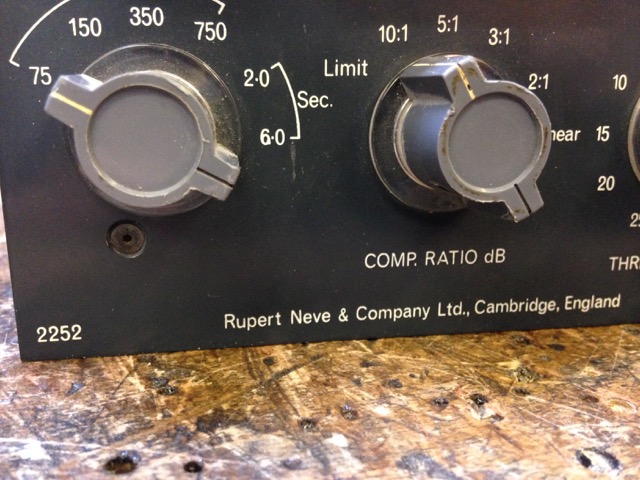 75 150 350 750
2·0
Sec.
6·0
Limit 10:1 5:1 3:1
2:1
COMP. RATIO dB
10
15
20
2252
Rupert Neve & Company Ltd., Cambridge, England